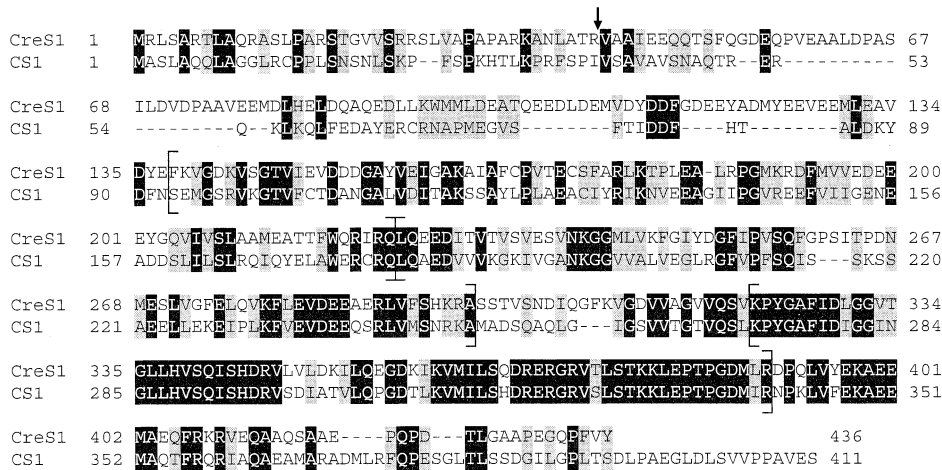 CreS1 1 MRLSARTLAQRASLPARSTGVVSRRSLVAPAPARKANLATRVAAIEEQQTSFQGDEQPVEAALDPAS 67
CS1 1 MASLAQQLAGGLRCPPLSNSNLSKP--FSPKHTLKPRFSPIVSAVAVSNAQTR--ER---------- 53
CreS1 68 ILDVDPAAVEEMDLHELDQAQEDLLKWMMLDEATQEEDLDEMVDYDDFGDEEYADMYEEVEEMLEAV 134
CS1 54 ----------Q--KLKQLFEDAYERCRNAPMEGVS--------FTIDDF---HT-----ALDKY 89
CreS1 135 DYEFKVGDKVSGTVIEVDDDGAYVEIGAKAIAFCPVTECSFARLKTPLEA-LRPGMKRDFMVVEDEE 200
CS1 90 DFNSEMGSRVKGTVFCTDANGALVDITAKSSAYLPLAEACIYRIKNVEEAGIIPGVREEFVIIGENE 156
CreS1 201 EYGQVIVSLAAMEATTFWQRIRQLQEEDITVTVSVESVNKGGMLVKFGIYDGFIPVSQFGPSITPDN 267
CS1 157 ADDSLILSLRQIQYELAWERCRQLQAEDVVVKGKIVGANKGGVVALVEGLRGFVPFSQIS---SKSS 220
CreS1 268 MESLVGFELQVKFLEVDEEAERLVFSHKRASSTVSNDIQGFKVGDVVAGVVQSVKPYGAFIDLGGVT 334
CS1 221 AEELLEKEIPLKFVEVDEEQSRLVMSNRKAMADSQAQLG---IGSVVTGTVQSLKPYGAFIDIGGIN 284
CreS1 335 GLLHVSQISHDRVLVLDKILQEGDKIKVMILSQDRERGRVTLSTKKLEPTPGDMLRDPQLVYEKAEE 401
CS1 285 GLLHVSQISHDRVSDIATVLQPGDTLKVMILSHDRERGRVSLSTKKLEPTPGDMIRNPKLVFEKAEE 351
CreS1 402 MAEQFRKRVEQAAQSAAE----PQPD--TLGAAPEGQPFVY 436
CS1 352 MAQTFRQRIAQAEAMARADMLRFQPESGLTLSSDGILGPLTSDLPAEGLDLSVVPPAVES 411